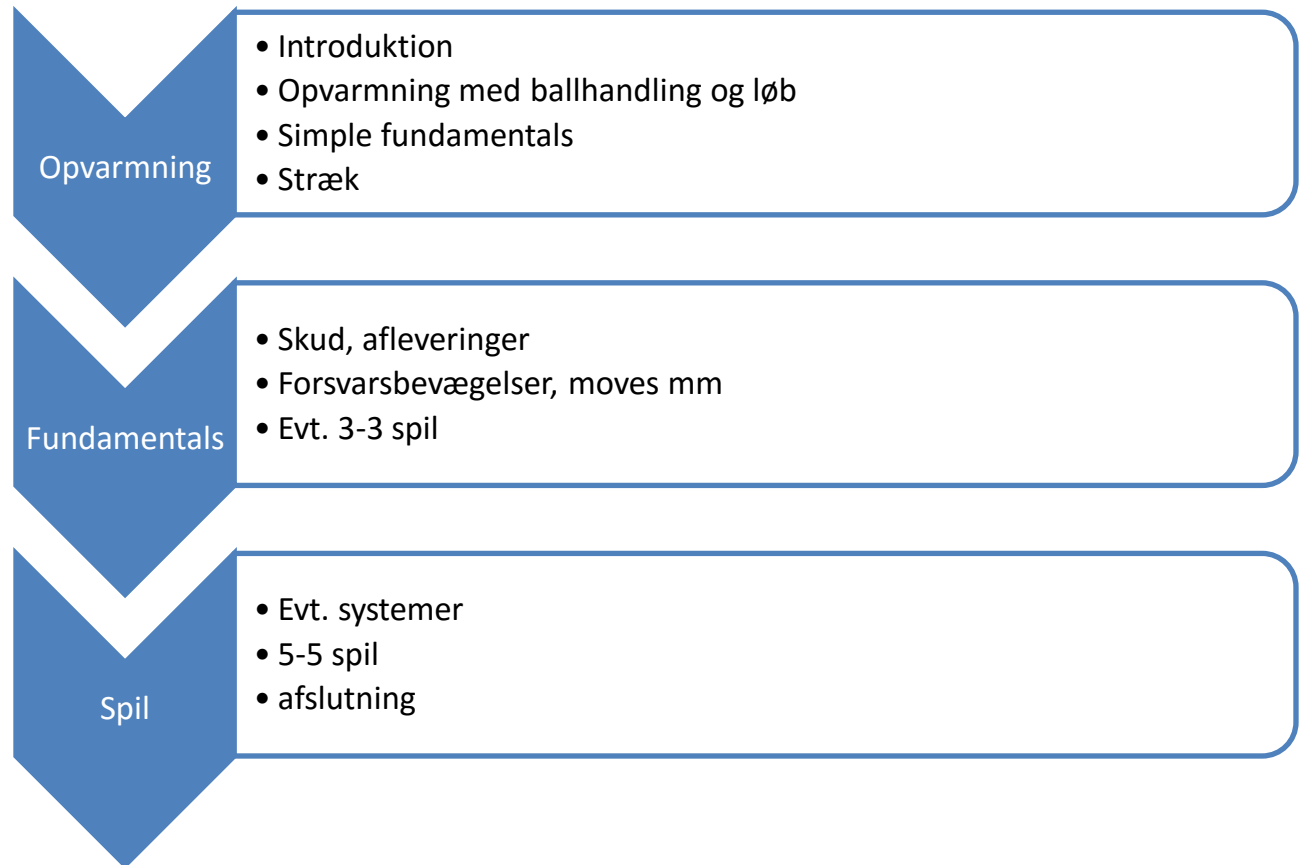 Opvarmning
• Introduktion
• Opvarmning med ballhandling og løb
• Simple fundamentals
• Stræk
Fundamentals
• Skud, afleveringer
• Forsvarsbevægelser, moves mm
• Evt. 3-3 spil
Spil
• Evt. systemer
• 5-5 spil
• afslutning